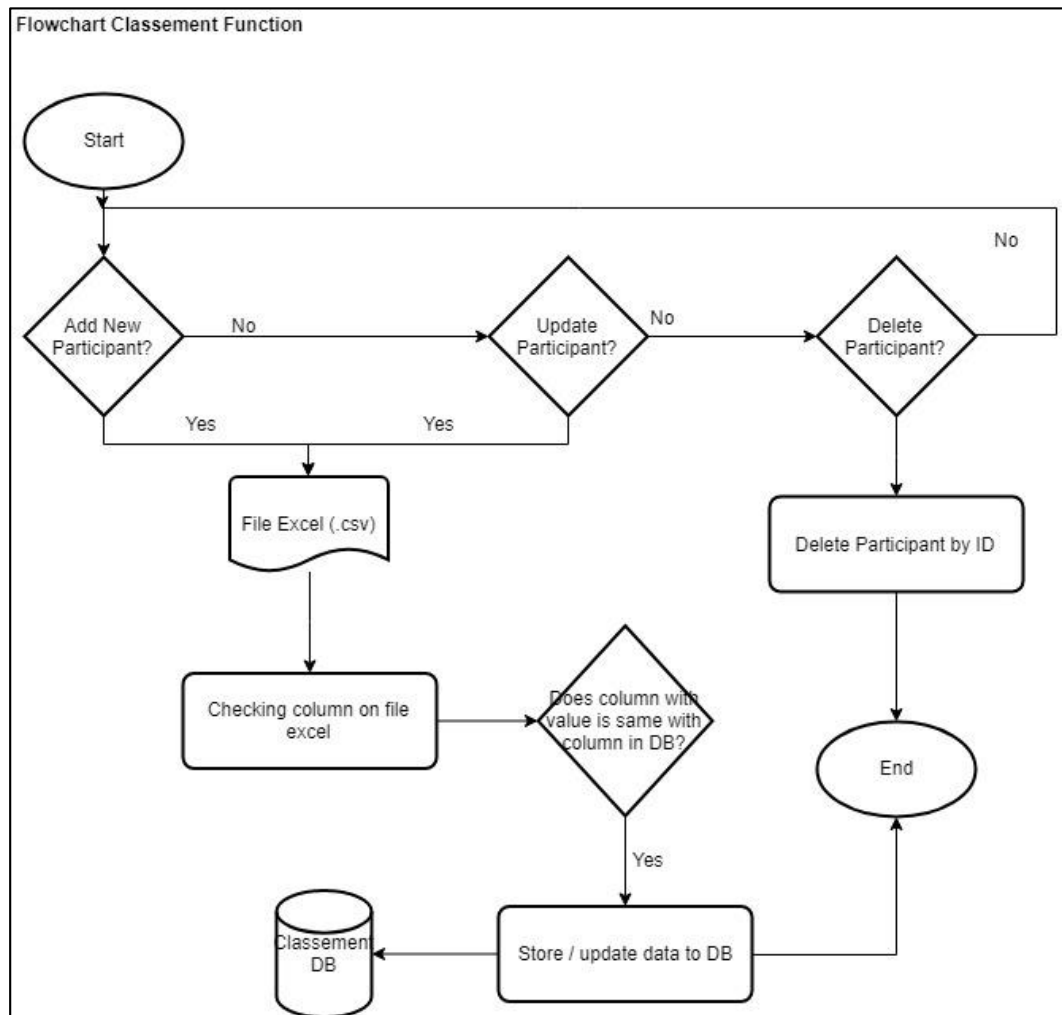 Flowchart Classement Function
Start
No
Add New
Participant?
No
Update
Participant?
No
Delete
Participant?
Yes
Yes
File Excel (.csv)
Delete Participant by ID
Checking column on file
excel
Does column with
value is same with
column in DB?
End
Yes
Classement
DB
Store / update data to DB